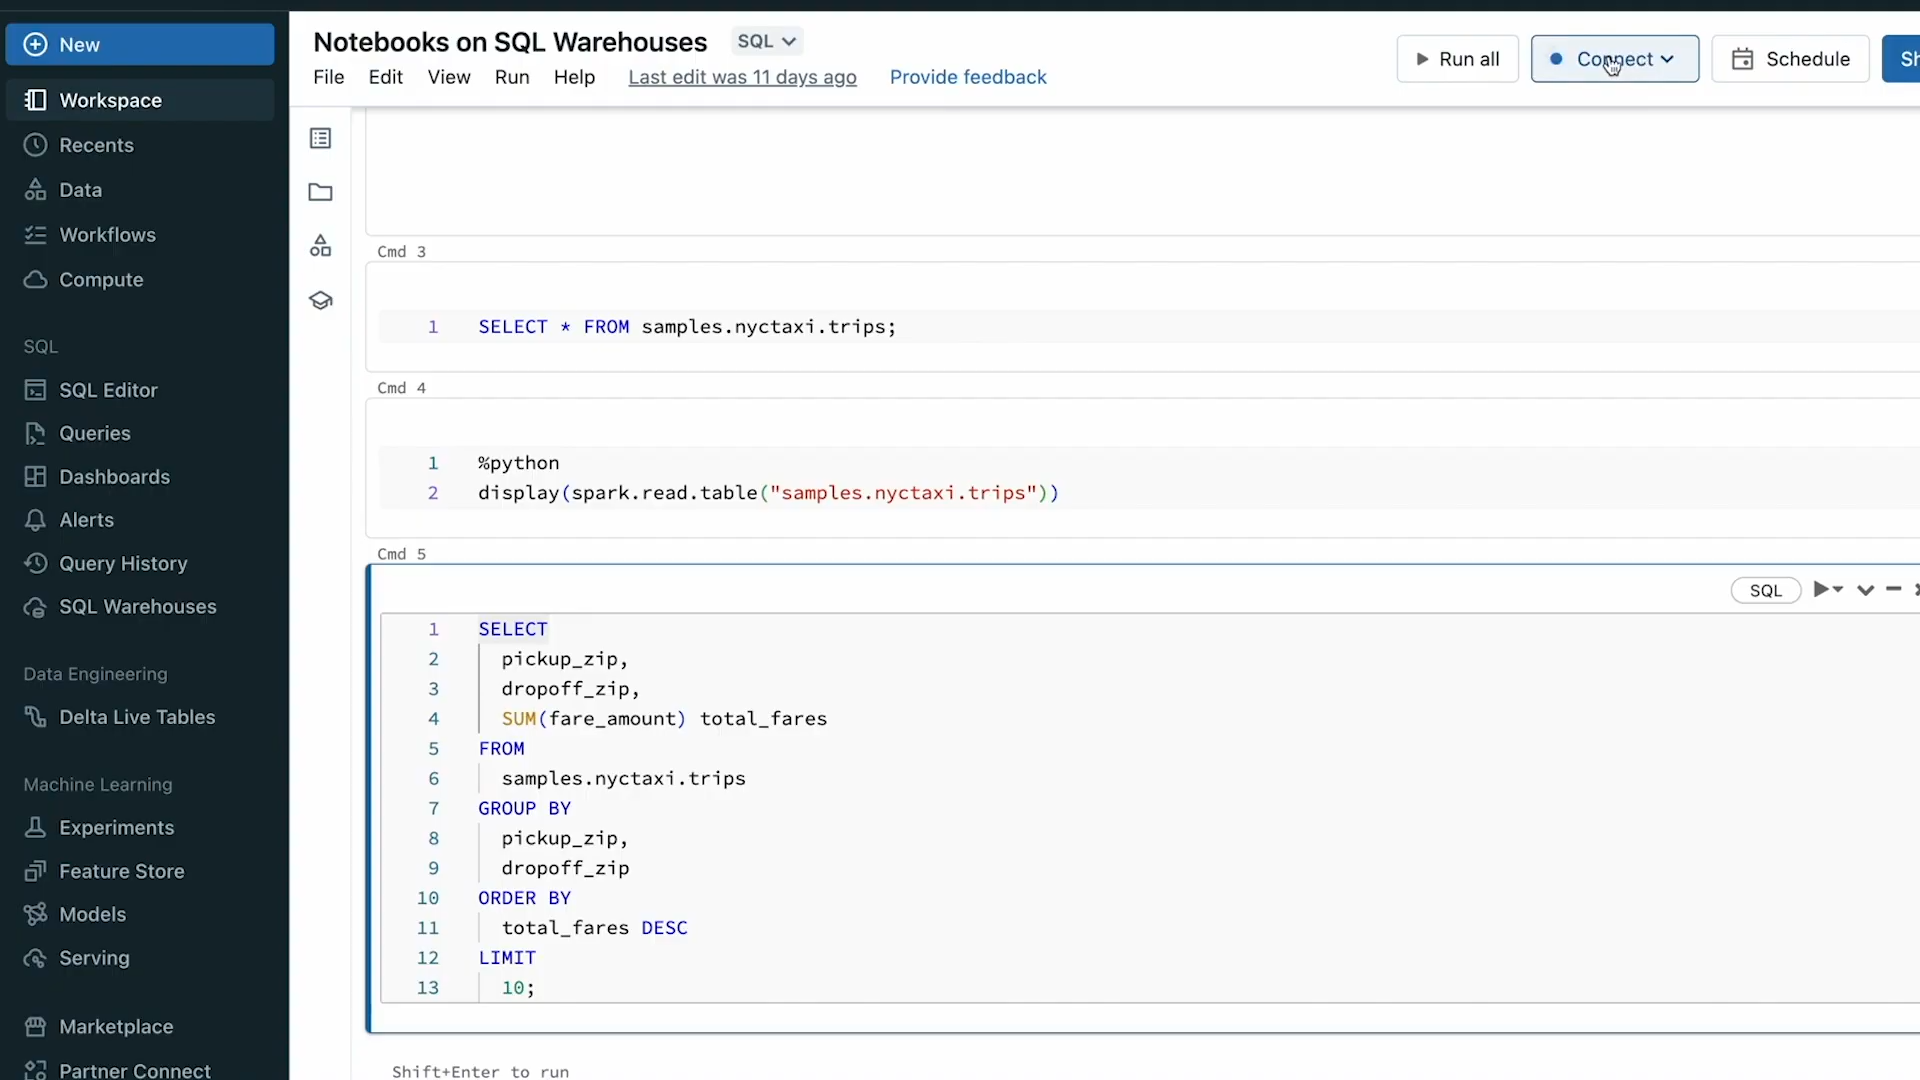 New
Workspace
Recents
Data
Workflows
Compute
SQL
SQL Editor
Queries
Dashboards
Alerts
Query History
SQL Warehouses
Data Engineering
Delta Live Tables
Machine Learning
Experiments
Feature Store
Models
Serving
Marketplace
Partner Connect
Notebooks on SQL Warehouses SQL
File Edit View Run Help Last edit was 11 days ago Provide feedback
Run all Connect Schedule Sh
Cmd 3
1 SELECT * FROM samples.nyctaxi.trips;
Cmd 4
1 %python
2 display(spark.read.table("samples.nyctaxi.trips"))
Cmd 5
SQL
1 SELECT
2 pickup_zip,
3 dropoff_zip,
4 SUM(fare_amount) total_fares
5 FROM
6 samples.nyctaxi.trips
7 GROUP BY
8 pickup_zip,
9 dropoff_zip
10 ORDER BY
11 total_fares DESC
12 LIMIT
13 10;
Shift+Enter to run